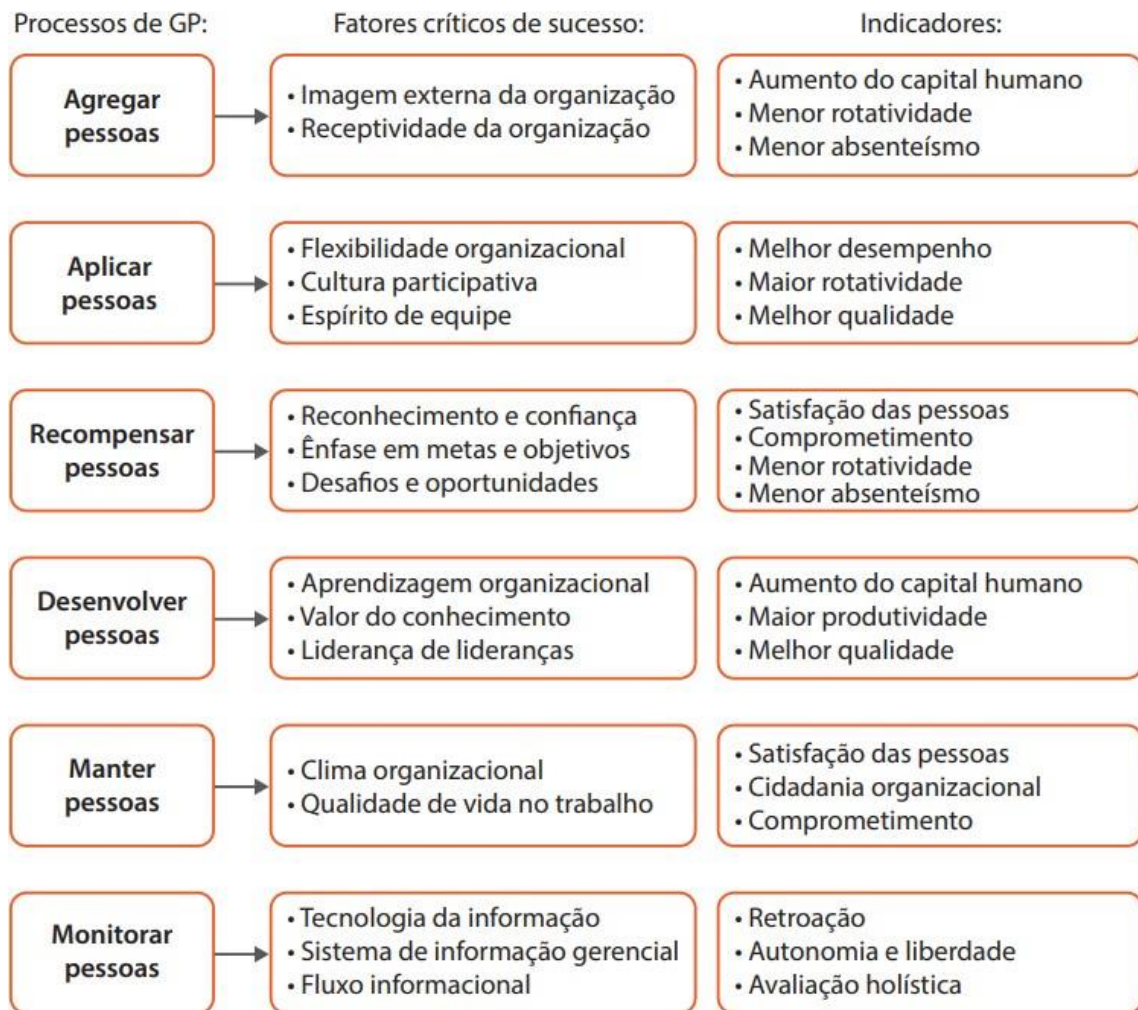 Processos de GP:
Fatores críticos de sucesso:
Indicadores:
Agregar
pessoas
• Imagem externa da organização
• Receptividade da organização
• Aumento do capital humano
• Menor rotatividade
• Menor absenteísmo
Aplicar
pessoas
• Flexibilidade organizacional
• Cultura participativa
• Espírito de equipe
• Melhor desempenho
• Maior rotatividade
• Melhor qualidade
Recompensar
pessoas
• Reconhecimento e confiança
• Ênfase em metas e objetivos
• Desafios e oportunidades
• Satisfação das pessoas
• Comprometimento
• Menor rotatividade
• Menor absenteísmo
Desenvolver
pessoas
• Aprendizagem organizacional
• Valor do conhecimento
• Liderança de lideranças
• Aumento do capital humano
• Maior produtividade
• Melhor qualidade
Manter
pessoas
• Clima organizacional
• Qualidade de vida no trabalho
• Satisfação das pessoas
• Cidadania organizacional
• Comprometimento
Monitorar
pessoas
• Tecnologia da informação
• Sistema de informação gerencial
• Fluxo informacional
• Retroação
• Autonomia e liberdade
• Avaliação holística